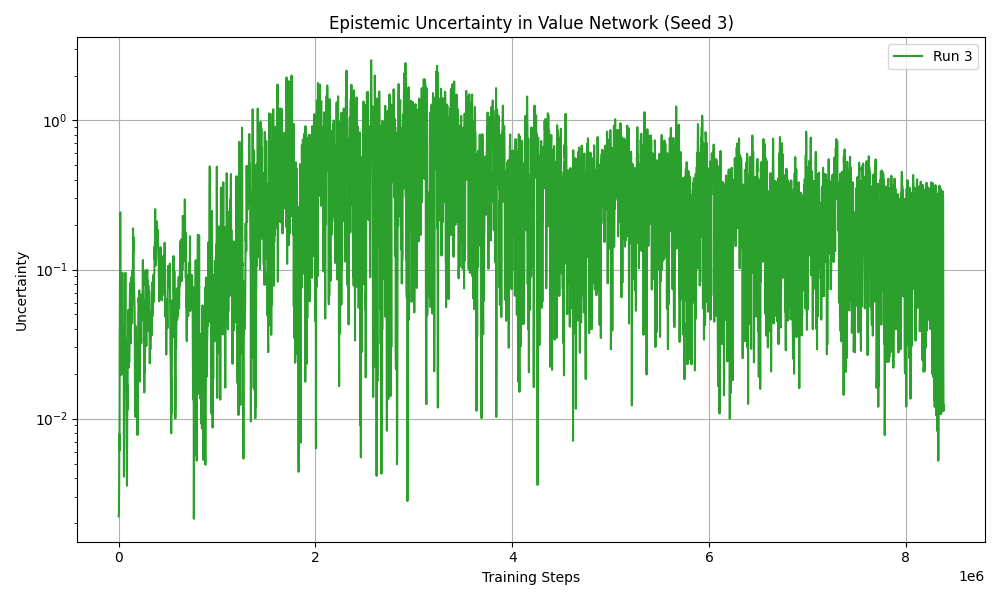 Epistemic Uncertainty in Value Network (Seed 3)
Run 3
Uncertainty
10⁰
10⁻¹
10⁻²
0 2 4 6 8
1e6
Training Steps